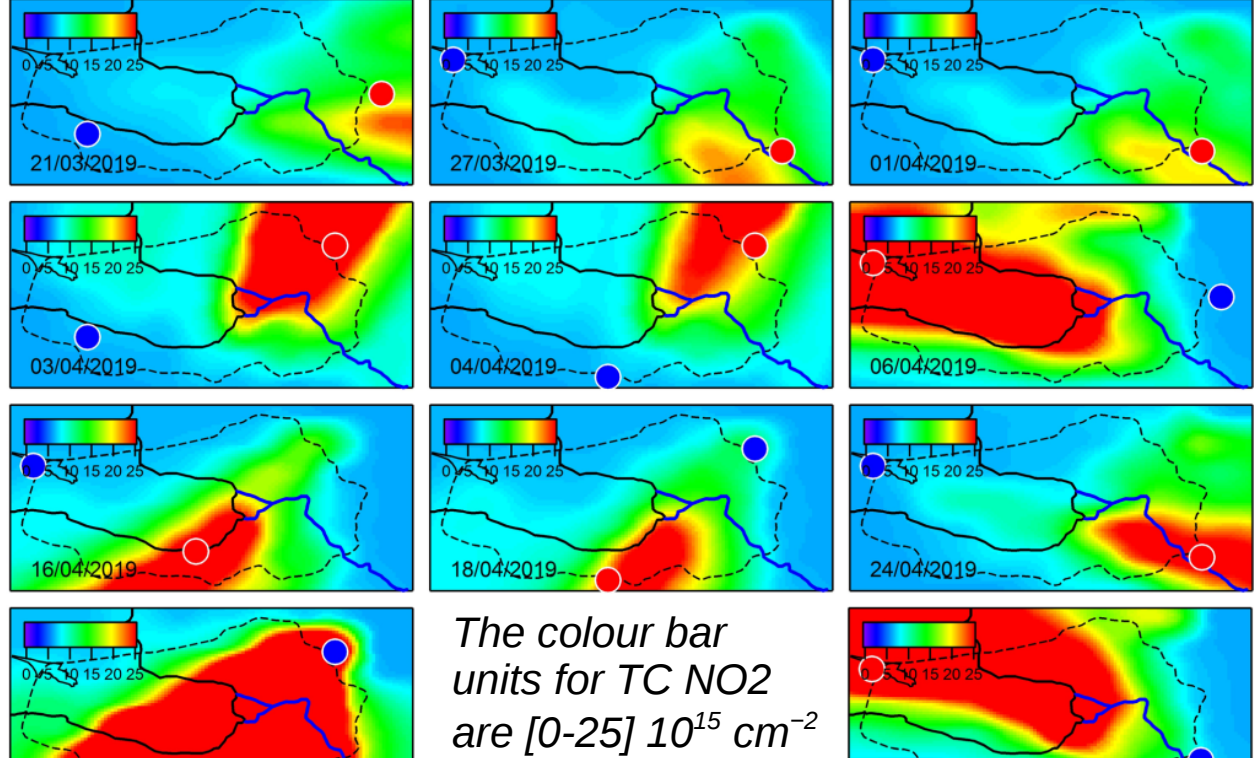 0 5 10 15 20 25
21/03/2019
0 5 10 15 20 25
27/03/2019
0 5 10 15 20 25
01/04/2019
0 5 10 15 20 25
03/04/2019
0 5 10 15 20 25
04/04/2019
0 5 10 15 20 25
06/04/2019
0 5 10 15 20 25
16/04/2019
0 5 10 15 20 25
18/04/2019
0 5 10 15 20 25
24/04/2019
0 5 10 15 20 25
The colour bar
units for TC NO2
are [0-25] 10¹⁵ cm⁻²
0 5 10 15 20 25